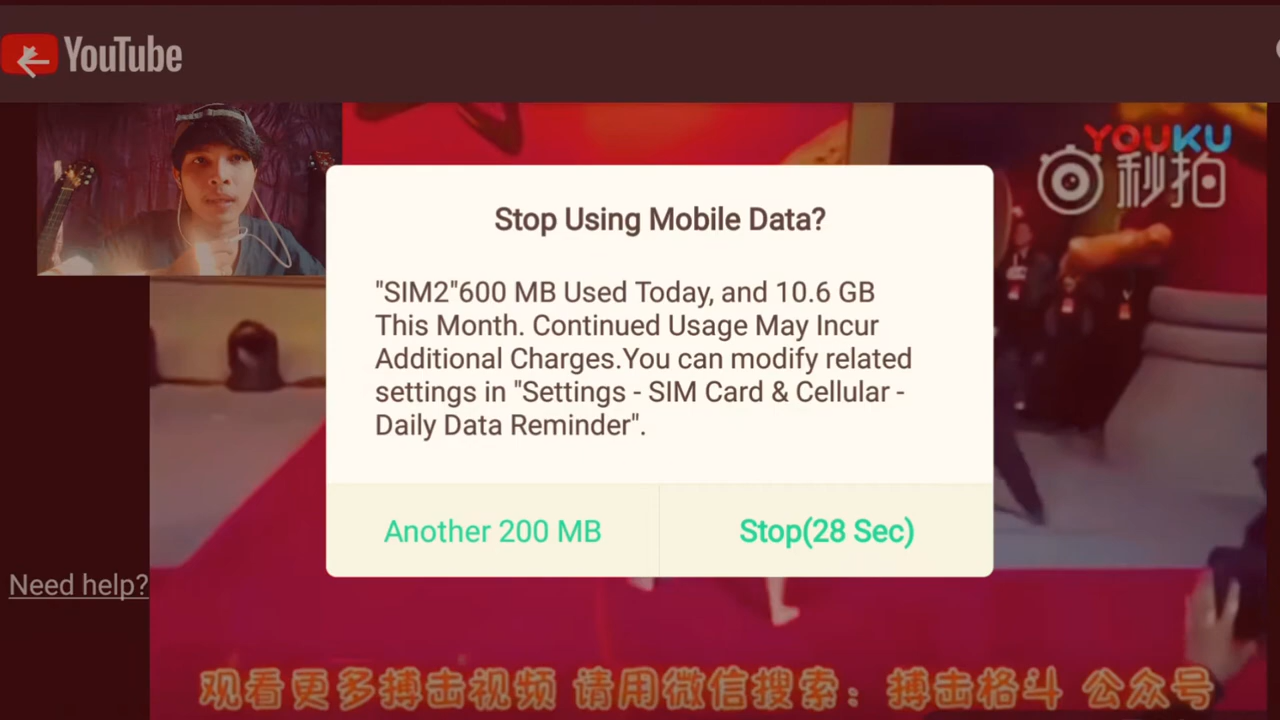 YouTube
YOUKU
秒拍
Stop Using Mobile Data?
"SIM2"600 MB Used Today, and 10.6 GB
This Month. Continued Usage May Incur
Additional Charges.You can modify related
settings in "Settings - SIM Card & Cellular -
Daily Data Reminder".
Another 200 MB
Stop(28 Sec)
Need help?
观看更多搏击视频 请用微信搜索：搏击格斗 公众号